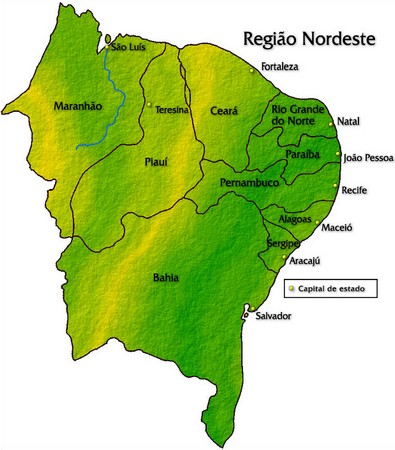 Região Nordeste
São Luís
Fortaleza
Maranhão
Teresina
Ceará
Rio Grande
do Norte
Natal
Piauí
Paraíba
João Pessoa
Pernambuco
Recife
Alagoas
Maceió
Sergipe
Aracajú
Bahia
Capital de estado
Salvador